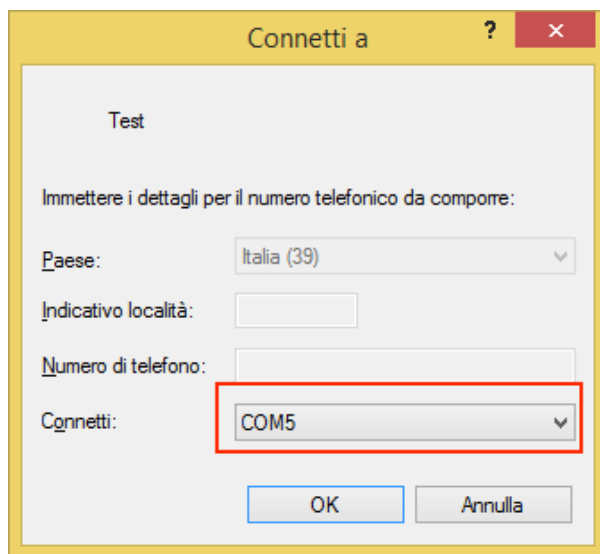 Connetti a
?
Test
Immettere i dettagli per il numero telefonico da comporre:
Paese: Italia (39)
Indicativo località:
Numero di telefono:
Connetti: COM5
OK Annulla